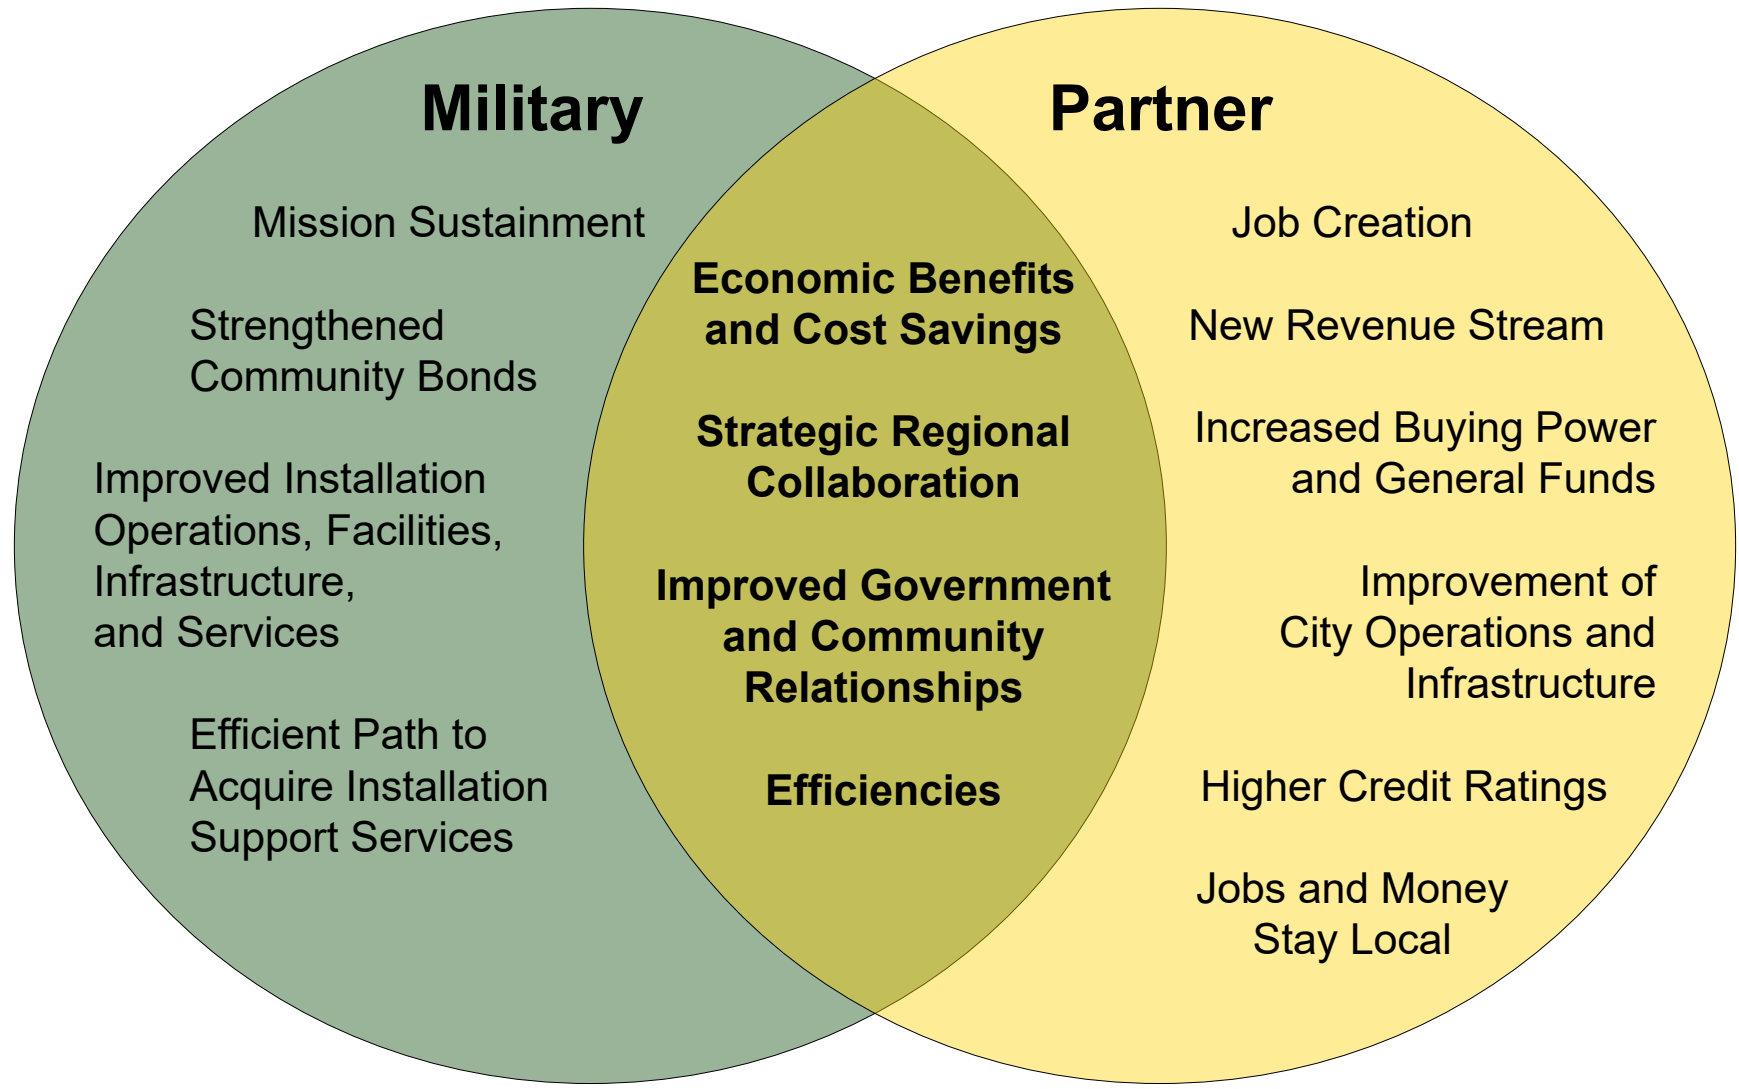 Military
Mission Sustainment
Strengthened
Community Bonds
Improved Installation
Operations, Facilities,
Infrastructure,
and Services
Efficient Path to
Acquire Installation
Support Services
Economic Benefits
and Cost Savings
Strategic Regional
Collaboration
Improved Government
and Community
Relationships
Efficiencies
Partner
Job Creation
New Revenue Stream
Increased Buying Power
and General Funds
Improvement of
City Operations and
Infrastructure
Higher Credit Ratings
Jobs and Money
Stay Local